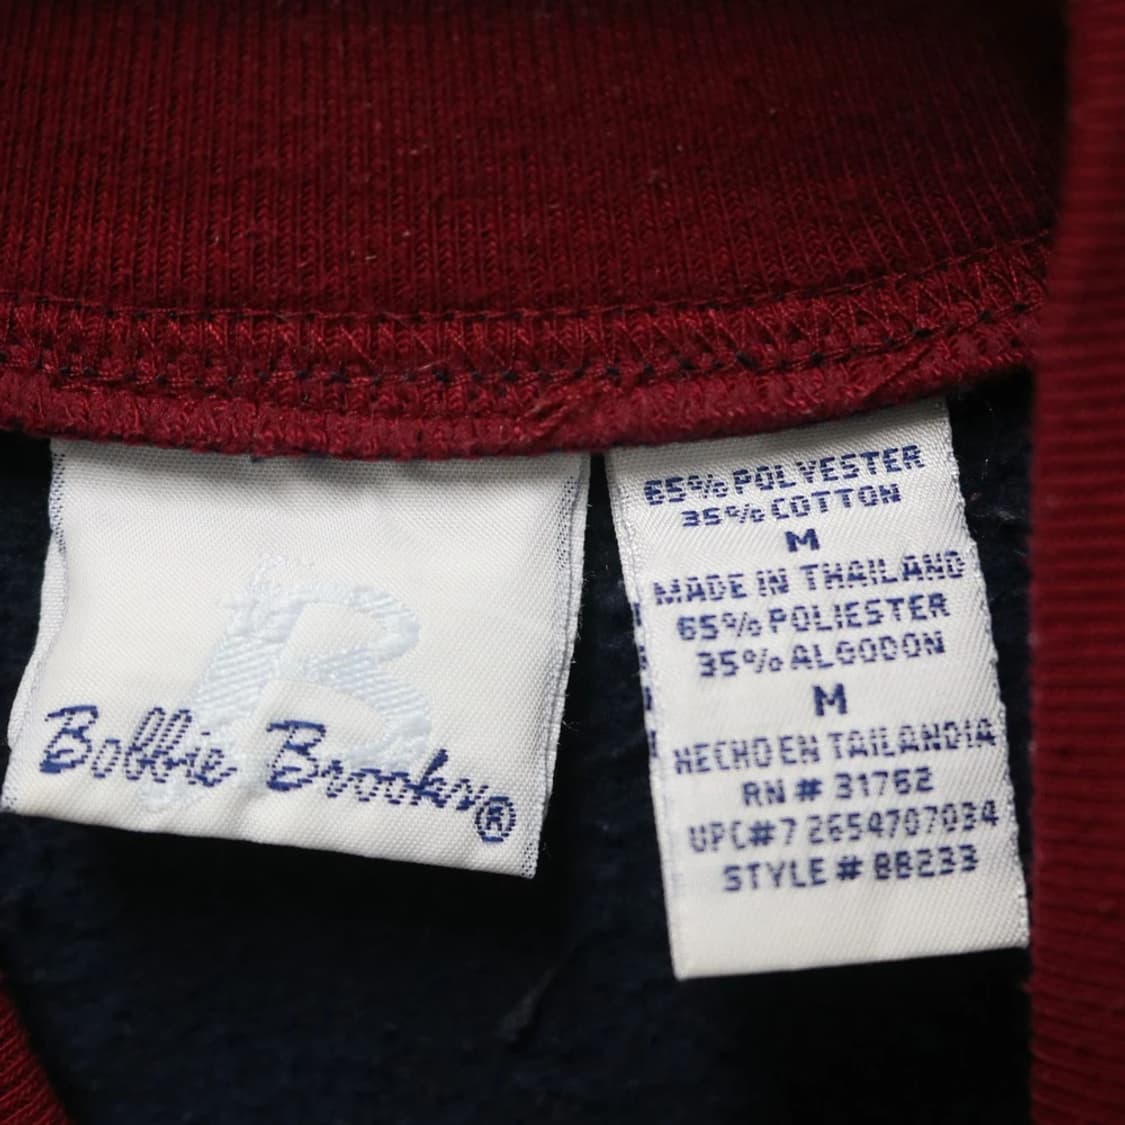 B
Bobbie Brooks®
65% POLYESTER
35% COTTON
M
MADE IN THAILAND
65% POLIESTER
35% ALGODON
M
HECHO EN TAILANDIA
RN # 31762
UPC#7 2654707034
STYLE # BB233